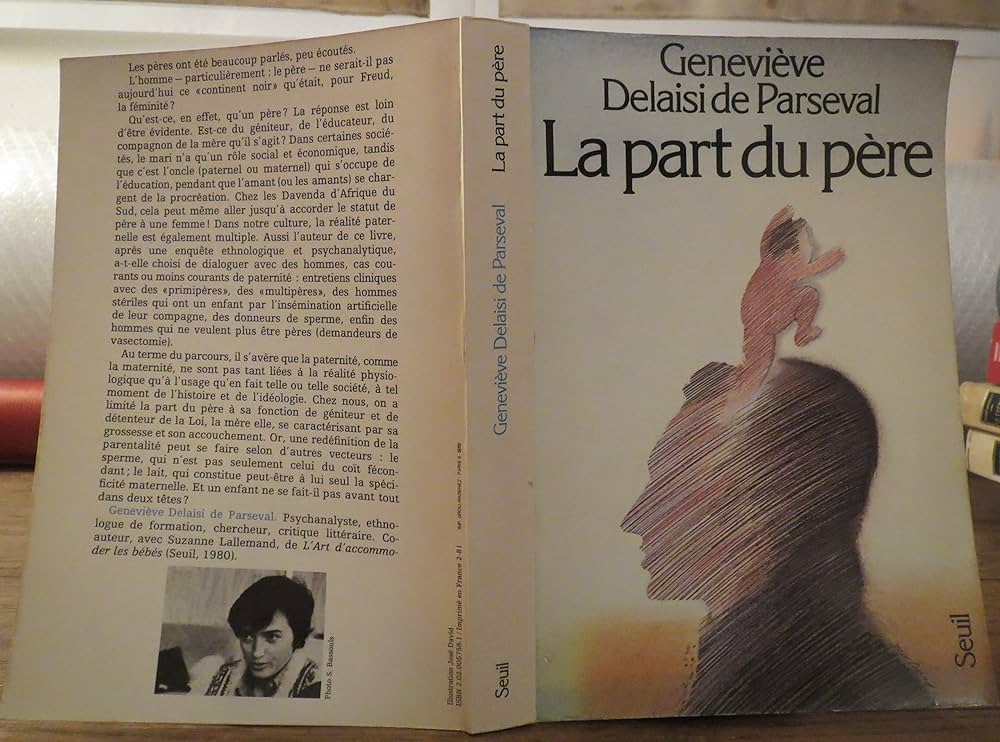 Les pères ont été beaucoup parlés, peu écoutés.
L'homme – particulièrement : le père – ne serait-il pas
aujourd'hui ce «continent noir» qu'était, pour Freud,
la féminité ?
Qu'est-ce, en effet, qu'un père ? La réponse est loin
d'être évidente. Est-ce du géniteur, de l'éducateur, du
compagnon de la mère qu'il s'agit ? Dans certaines socié-
tés, le mari n'a qu'un rôle social et économique, tandis
que c'est l'oncle (paternel ou maternel) qui s'occupe de
l'éducation, pendant que l'amant (ou les amants) se char-
gent de la procréation. Chez les Davenda d'Afrique du
Sud, cela peut même aller jusqu'à accorder le statut de
père à une femme ! Dans notre culture, la réalité pater-
nelle est également multiple. Aussi l'auteur de ce livre,
après une enquête ethnologique et psychanalytique,
a-t-elle choisi de dialoguer avec des hommes, cas cou-
rants ou moins courants de paternité : entretiens cliniques
avec des «primipères», des «multipères», des hommes
stériles qui ont un enfant par l'insémination artificielle
de leur compagne, des donneurs de sperme, enfin des
hommes qui ne veulent plus être pères (demandeurs de
vasectomie).
Au terme du parcours, il s'avère que la paternité, comme
la maternité, ne sont pas tant liées à la réalité physio-
logique qu'à l'usage qu'en fait telle ou telle société, à tel
moment de l'histoire et de l'idéologie. Chez nous, on a
limité la part du père à sa fonction de géniteur et de
détenteur de la Loi, la mère elle, se caractérisant par sa
grossesse et son accouchement. Or, une redéfinition de la
parentalité peut se faire selon d'autres vecteurs : le
sperme, qui n'est pas seulement celui du coït fécon-
dant ; le lait, qui constitue peut-être à lui seul la spéci-
ficité maternelle. Et un enfant ne se fait-il pas avant tout
dans deux têtes ?
Geneviève Delaisi de Parseval. Psychanalyste, ethno-
logue de formation, chercheur, critique littéraire. Co-
auteur, avec Suzanne Lallemand, de L'Art d'accommo-
der les bébés (Seuil, 1980).
Photo S. Bassouls
Illustration José David
ISBN 2.02.005758.1 / Imprimé en France 2-81
La part du père
Geneviève Delaisi de Parseval
Seuil
Geneviève
Delaisi de Parseval
La part du père
Seuil